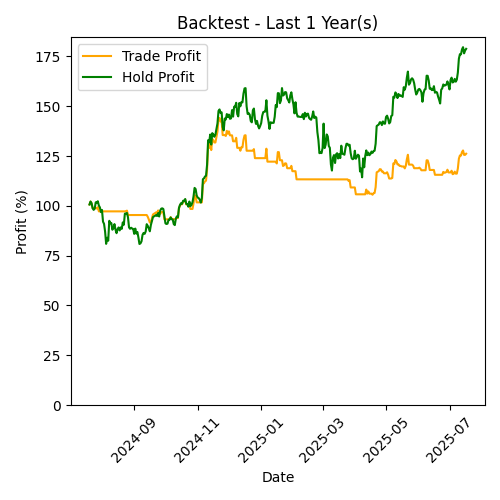 Backtest - Last 1 Year(s)
Trade Profit
Hold Profit
Profit (%)
175
150
125
100
75
50
25
0
2024-09
2024-11
2025-01
2025-03
2025-05
2025-07
Date